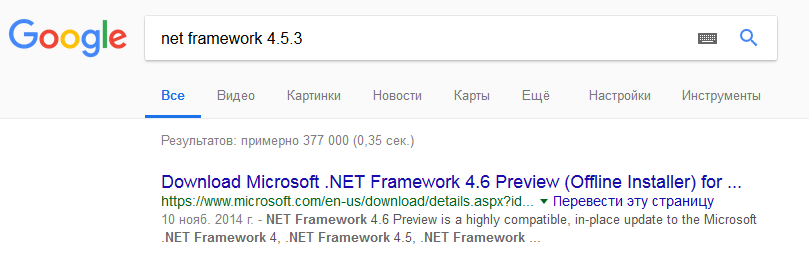 Google
net framework 4.5.3
Все Видео Картинки Новости Карты Ещё Настройки Инструменты
Результатов: примерно 377 000 (0,35 сек.)
Download Microsoft .NET Framework 4.6 Preview (Offline Installer) for ...
https://www.microsoft.com/en-us/download/details.aspx?id... Перевести эту страницу
10 нояб. 2014 г. - NET Framework 4.6 Preview is a highly compatible, in-place update to the Microsoft
.NET Framework 4, .NET Framework 4.5, .NET Framework ...